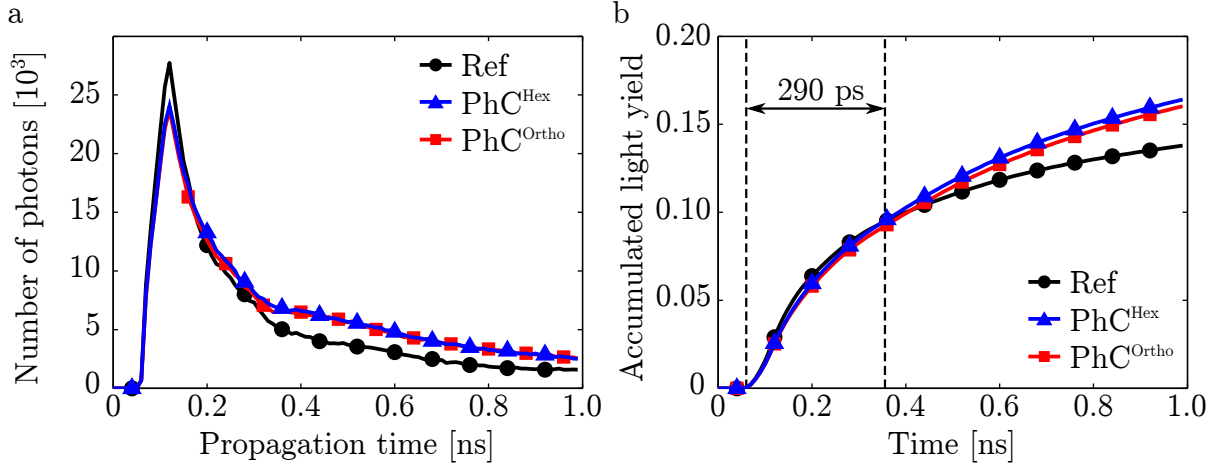 a
Number of photons [10³]
25
20
15
10
5
0
0
0.2
0.4
0.6
0.8
1.0
Propagation time [ns]
Ref
PhC^Hex
PhC^Ortho
b
Accumulated light yield
0.20
0.15
0.10
0.05
0
0
0.2
0.4
0.6
0.8
1.0
Time [ns]
290 ps
Ref
PhC^Hex
PhC^Ortho